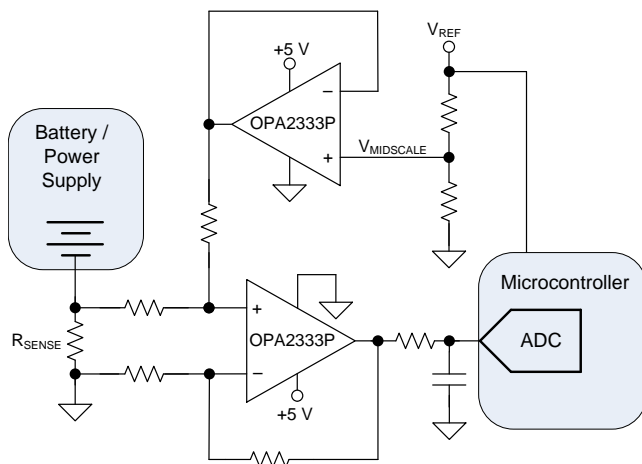 +5 V
V_REF
OPA2333P
V_MIDSCALE
−
+
Battery /
Power
Supply
Microcontroller
R_SENSE
+
−
OPA2333P
ADC
+5 V